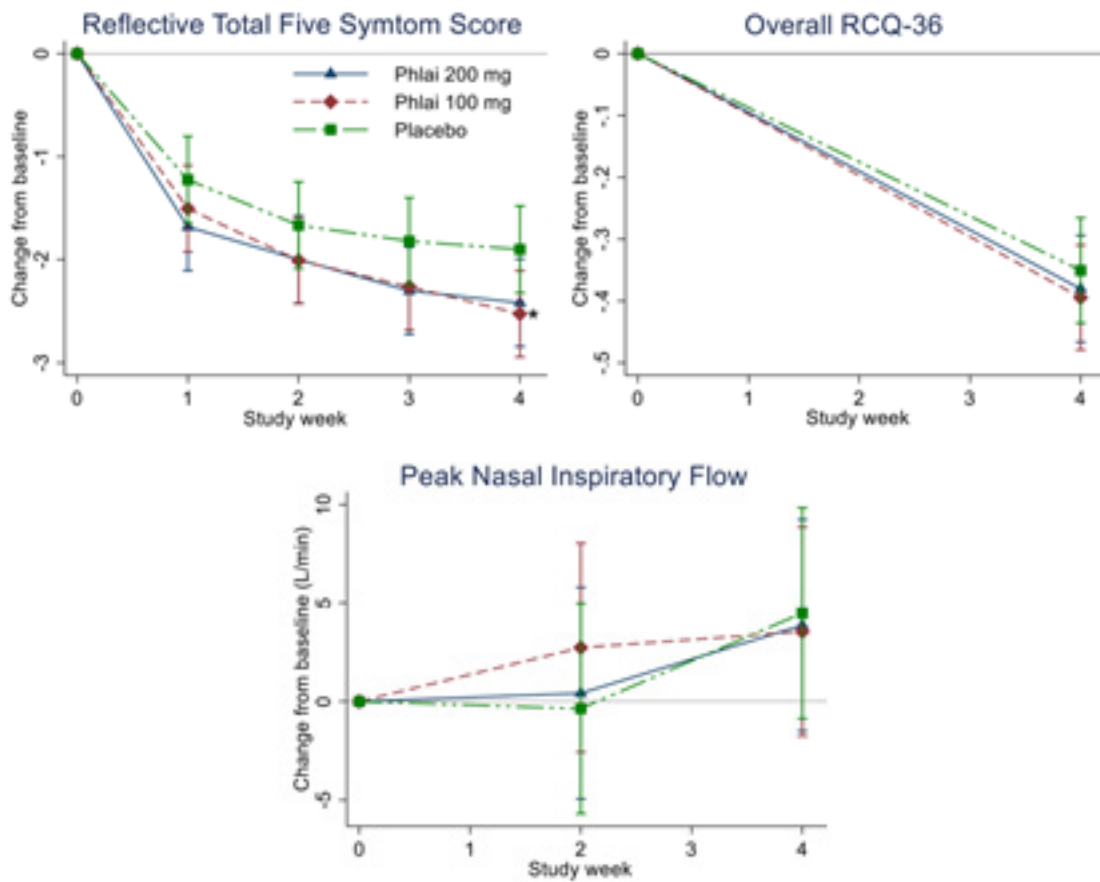 Reflective Total Five Symtom Score
Change from baseline
0
-1
-2
-3
Phlai 200 mg
Phlai 100 mg
Placebo
*
0 1 2 3 4
Study week
Overall RCQ-36
Change from baseline
0
-.1
-.2
-.3
-.4
-.5
0 1 2 3 4
Study week
Peak Nasal Inspiratory Flow
Change from baseline (L/min)
10
5
0
-5
0 1 2 3 4
Study week